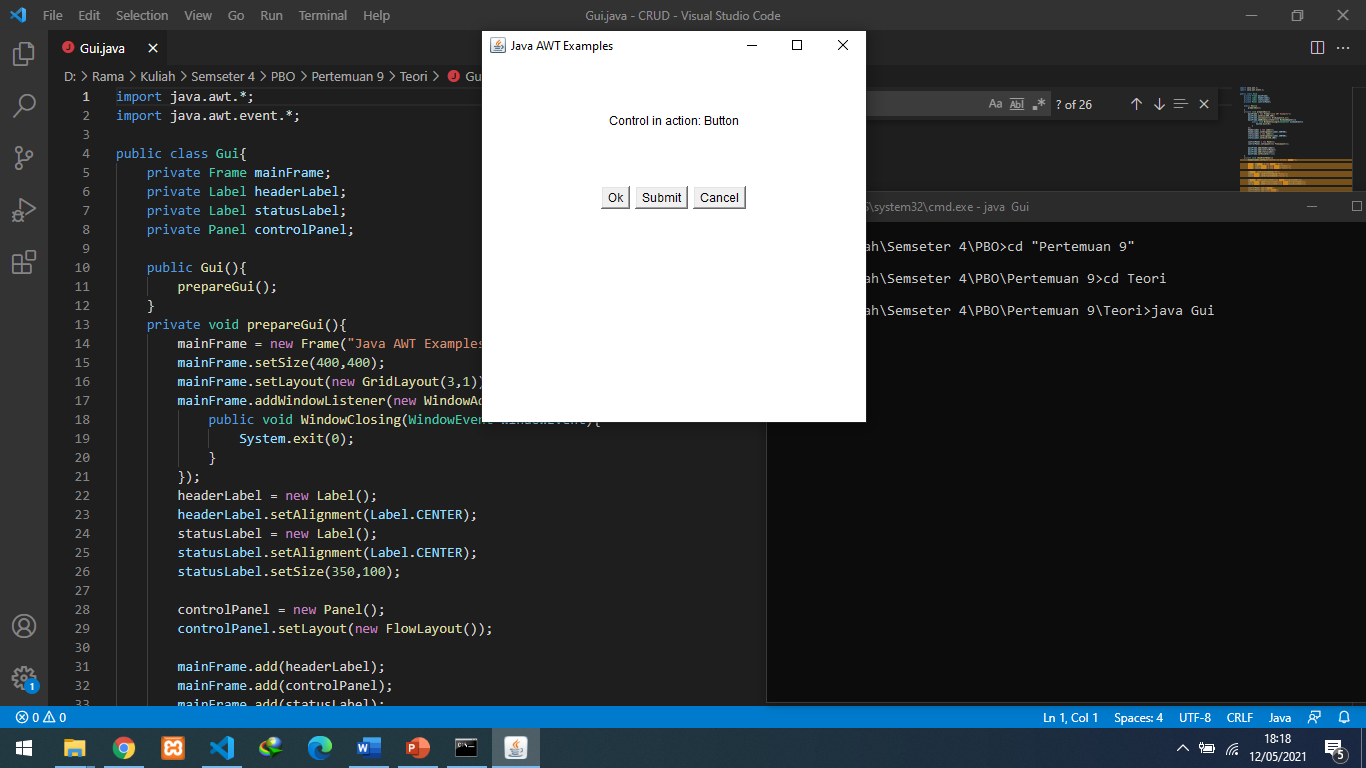 File Edit Selection View Go Run Terminal Help
Gui.java - CRUD - Visual Studio Code
Gui.java
D: > Rama > Kuliah > Semseter 4 > PBO > Pertemuan 9 > Teori > Gu
1 import java.awt.*;
2 import java.awt.event.*;
3
4 public class Gui{
5 private Frame mainFrame;
6 private Label headerLabel;
7 private Label statusLabel;
8 private Panel controlPanel;
9
10 public Gui(){
11 prepareGui();
12 }
13 private void prepareGui(){
14 mainFrame = new Frame("Java AWT Examples
15 mainFrame.setSize(400,400);
16 mainFrame.setLayout(new GridLayout(3,1))
17 mainFrame.addWindowListener(new WindowAd
18 public void WindowClosing(WindowEvent windowEvent){
19 System.exit(0);
20 }
21 });
22 headerLabel = new Label();
23 headerLabel.setAlignment(Label.CENTER);
24 statusLabel = new Label();
25 statusLabel.setAlignment(Label.CENTER);
26 statusLabel.setSize(350,100);
27
28 controlPanel = new Panel();
29 controlPanel.setLayout(new FlowLayout());
30
31 mainFrame.add(headerLabel);
32 mainFrame.add(controlPanel);
33 mainFrame.add(statusLabel);
Java AWT Examples
Control in action: Button
Ok Submit Cancel
Aa Abl .* ? of 26
\system32\cmd.exe - java Gui
ah\Semseter 4\PBO>cd "Pertemuan 9"
ah\Semseter 4\PBO\Pertemuan 9>cd Teori
ah\Semseter 4\PBO\Pertemuan 9\Teori>java Gui
1
0 0
Ln 1, Col 1 Spaces: 4 UTF-8 CRLF Java
18:18
12/05/2021
5